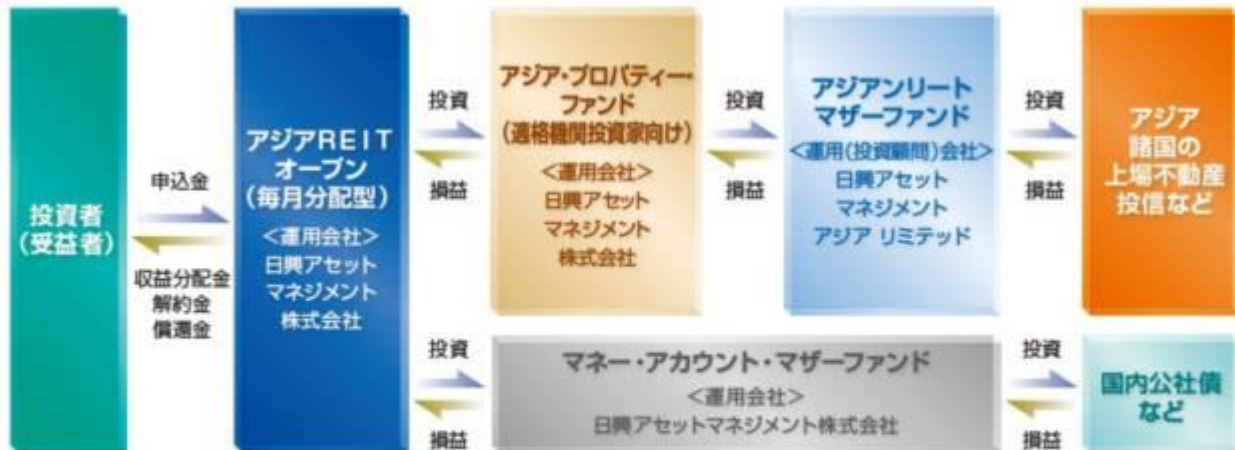 投資者
(受益者)
申込金
収益分配金
解約金
償還金
アジアREIT
オープン
(毎月分配型)
<運用会社>
日興アセット
マネジメント
株式会社
投資
損益
アジア・プロパティー・
ファンド
(適格機関投資家向け)
<運用会社>
日興アセット
マネジメント
株式会社
投資
損益
アジアンリート
マザーファンド
<運用(投資顧問)会社>
日興アセット
マネジメント
アジア リミテッド
投資
損益
アジア
諸国の
上場不動産
投信など
投資
損益
マネー・アカウント・マザーファンド
<運用会社>
日興アセットマネジメント株式会社
投資
損益
国内公社債
など